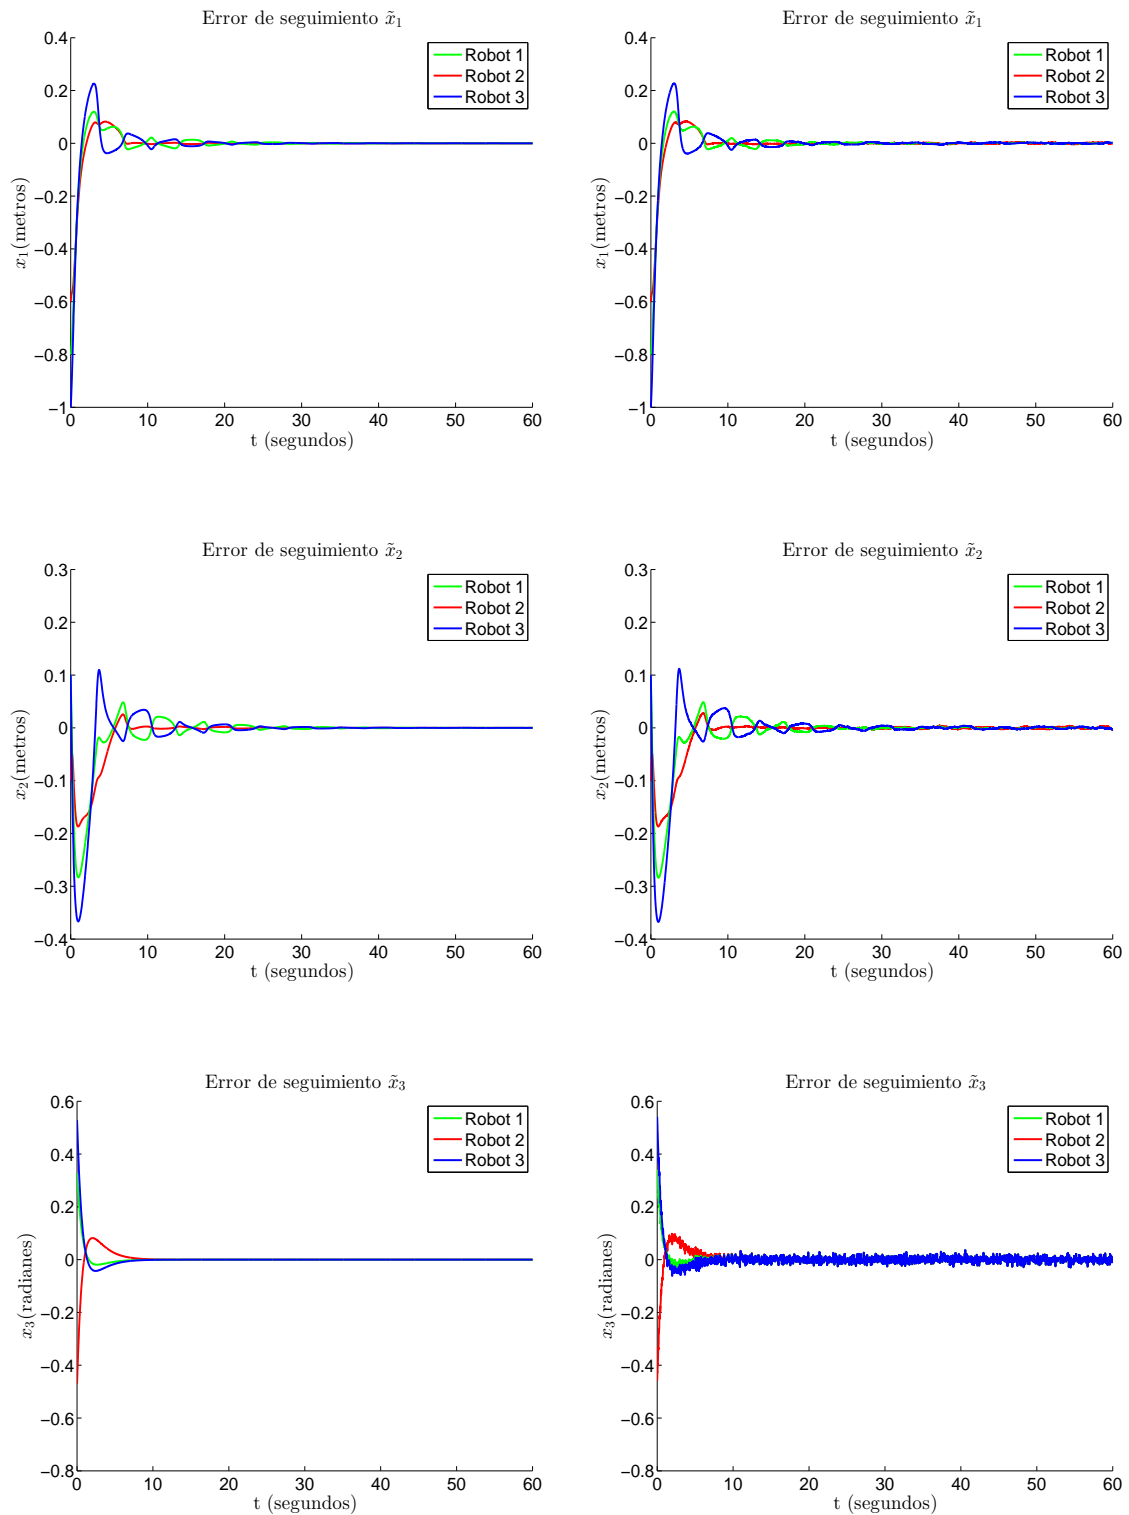 Error de seguimiento x̃₁
Error de seguimiento x̃₁
0.4
0.2
0
−0.2
−0.4
−0.6
−0.8
−1
x₁(metros)
Robot 1
Robot 2
Robot 3
0 10 20 30 40 50 60
t (segundos)
0.4
0.2
0
−0.2
−0.4
−0.6
−0.8
−1
x₁(metros)
Robot 1
Robot 2
Robot 3
0 10 20 30 40 50 60
t (segundos)
Error de seguimiento x̃₂
Error de seguimiento x̃₂
0.3
0.2
0.1
0
−0.1
−0.2
−0.3
−0.4
x₂(metros)
Robot 1
Robot 2
Robot 3
0 10 20 30 40 50 60
t (segundos)
0.3
0.2
0.1
0
−0.1
−0.2
−0.3
−0.4
x₂(metros)
Robot 1
Robot 2
Robot 3
0 10 20 30 40 50 60
t (segundos)
Error de seguimiento x̃₃
Error de seguimiento x̃₃
0.6
0.4
0.2
0
−0.2
−0.4
−0.6
−0.8
x₃(radianes)
Robot 1
Robot 2
Robot 3
0 10 20 30 40 50 60
t (segundos)
0.6
0.4
0.2
0
−0.2
−0.4
−0.6
−0.8
x₃(radianes)
Robot 1
Robot 2
Robot 3
0 10 20 30 40 50 60
t (segundos)